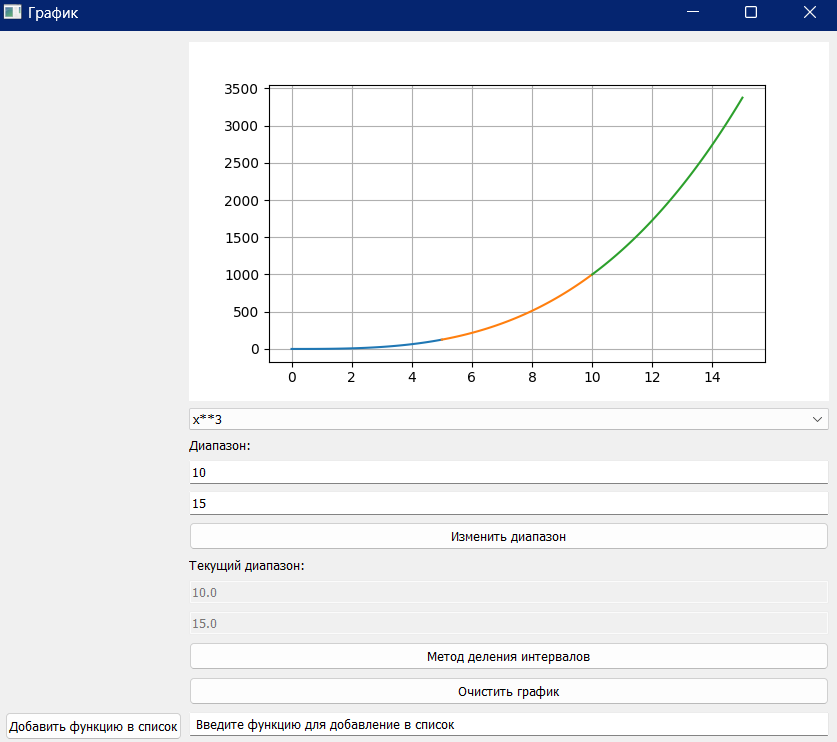 График
3500
3000
2500
2000
1500
1000
500
0
0 2 4 6 8 10 12 14
x**3
Диапазон:
10
15
Изменить диапазон
Текущий диапазон:
10.0
15.0
Метод деления интервалов
Очистить график
Добавить функцию в список Введите функцию для добавление в список